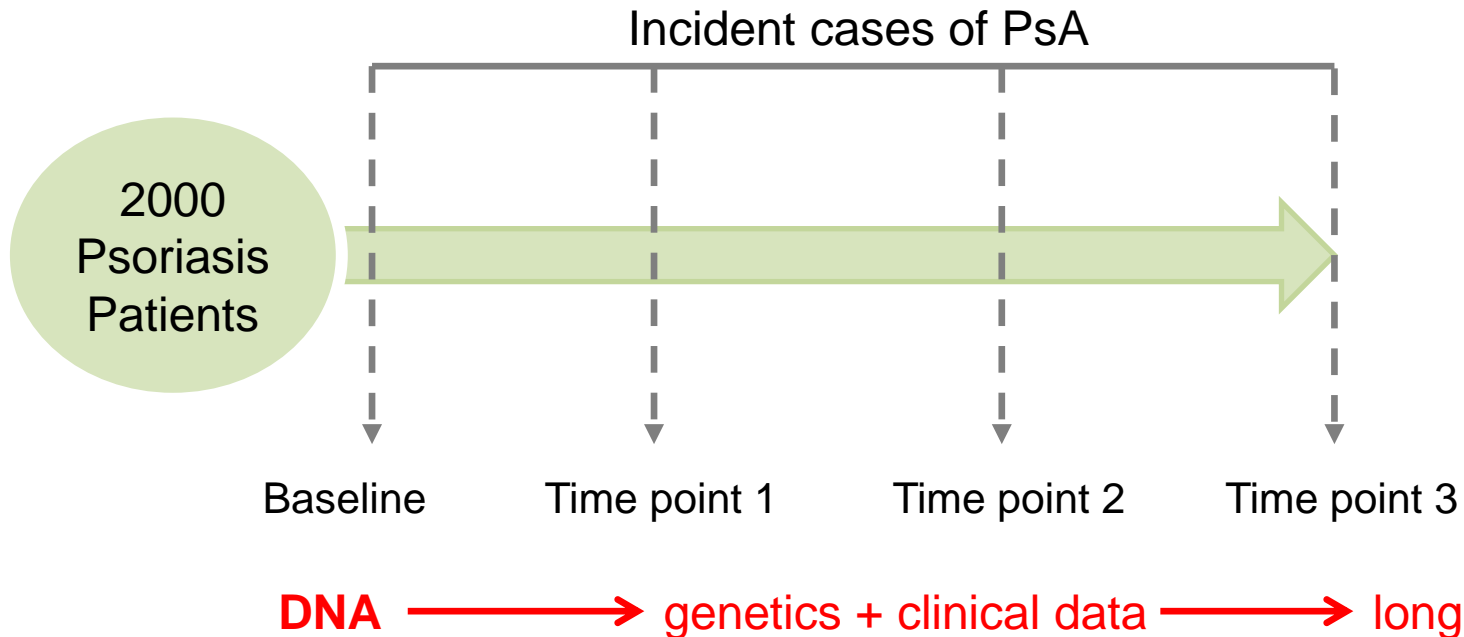 Incident cases of PsA
2000
Psoriasis
Patients
Baseline Time point 1 Time point 2 Time point 3
DNA genetics + clinical data long